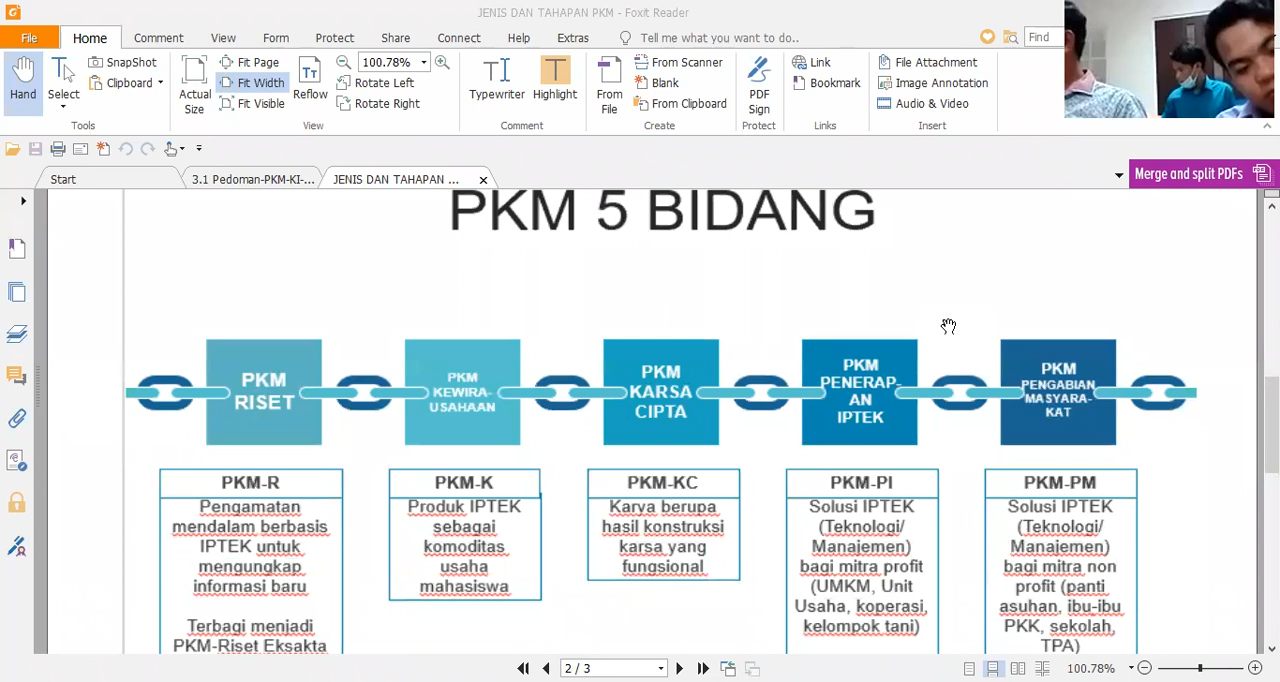 JENIS DAN TAHAPAN PKM - Foxit Reader
File Home Comment View Form Protect Share Connect Help Extras Tell me what you want to do.. Find
Hand
Select
SnapShot
Clipboard
Tools
Actual Size
Fit Page
Fit Width
Fit Visible
Reflow
100.78%
Rotate Left
Rotate Right
View
Typewriter
Highlight
Comment
From File
From Scanner
Blank
From Clipboard
Create
PDF Sign
Protect
Link
Bookmark
Links
File Attachment
Image Annotation
Audio & Video
Insert
Start
3.1 Pedoman-PKM-KI-...
JENIS DAN TAHAPAN ...
Merge and split PDFs
PKM 5 BIDANG
PKM
RISET
PKM
KEWIRA-
USAHAAN
PKM
KARSA
CIPTA
PKM
PENERAP-
AN
IPTEK
PKM
PENGABIAN
MASYARA-
KAT
PKM-R
Pengamatan
mendalam berbasis
IPTEK untuk
mengungkap
informasi baru
Terbagi menjadi
PKM-Riset Eksakta
PKM-K
Produk IPTEK
sebagai
komoditas
usaha
mahasiswa
PKM-KC
Karya berupa
hasil konstruksi
karsa yang
fungsional
PKM-PI
Solusi IPTEK
(Teknologi/
Manajemen)
bagi mitra profit
(UMKM, Unit
Usaha, koperasi,
kelompok tani)
PKM-PM
Solusi IPTEK
(Teknologi/
Manajemen)
bagi mitra non
profit (panti
asuhan, ibu-ibu
PKK, sekolah,
TPA)
2 / 3
100.78%